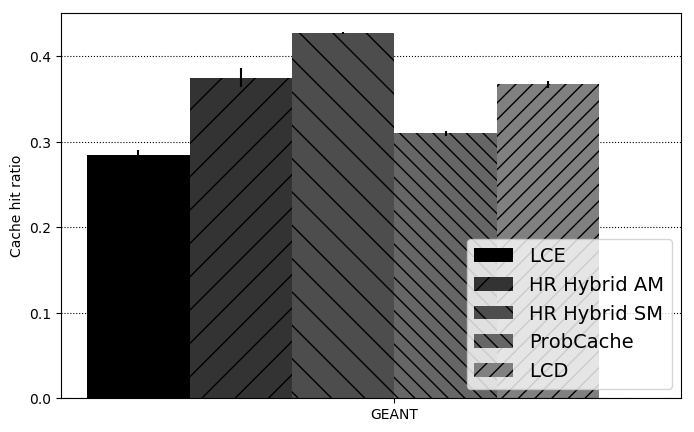 Cache hit ratio
0.4
0.3
0.2
0.1
0.0
GEANT
LCE
HR Hybrid AM
HR Hybrid SM
ProbCache
LCD